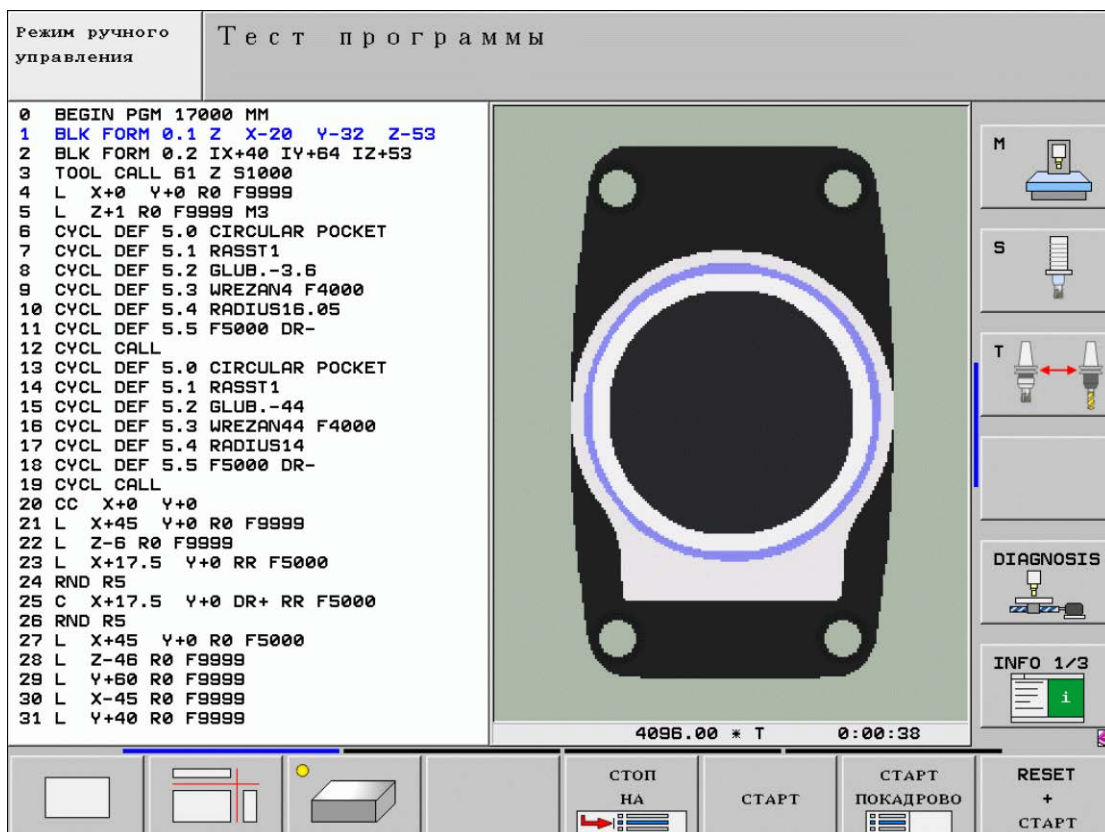 Режим ручного
управления
Тест программы
0 BEGIN PGM 17000 MM
1 BLK FORM 0.1 Z X-20 Y-32 Z-53
2 BLK FORM 0.2 IX+40 IY+64 IZ+53
3 TOOL CALL 61 Z S1000
4 L X+0 Y+0 R0 F9999
5 L Z+1 R0 F9999 M3
6 CYCL DEF 5.0 CIRCULAR POCKET
7 CYCL DEF 5.1 RASST1
8 CYCL DEF 5.2 GLUB.-3.6
9 CYCL DEF 5.3 WREZAN4 F4000
10 CYCL DEF 5.4 RADIUS16.05
11 CYCL DEF 5.5 F5000 DR-
12 CYCL CALL
13 CYCL DEF 5.0 CIRCULAR POCKET
14 CYCL DEF 5.1 RASST1
15 CYCL DEF 5.2 GLUB.-44
16 CYCL DEF 5.3 WREZAN44 F4000
17 CYCL DEF 5.4 RADIUS14
18 CYCL DEF 5.5 F5000 DR-
19 CYCL CALL
20 CC X+0 Y+0
21 L X+45 Y+0 R0 F9999
22 L Z-6 R0 F9999
23 L X+17.5 Y+0 RR F5000
24 RND R5
25 C X+17.5 Y+0 DR+ RR F5000
26 RND R5
27 L X+45 Y+0 R0 F5000
28 L Z-46 R0 F9999
29 L Y+60 R0 F9999
30 L X-45 R0 F9999
31 L Y+40 R0 F9999
4096.00 * T 0:00:38
M
S
T
DIAGNOSIS
INFO 1/3
i
СТОП
НА
СТАРТ
СТАРТ
ПОКАДРОВО
RESET
+
СТАРТ